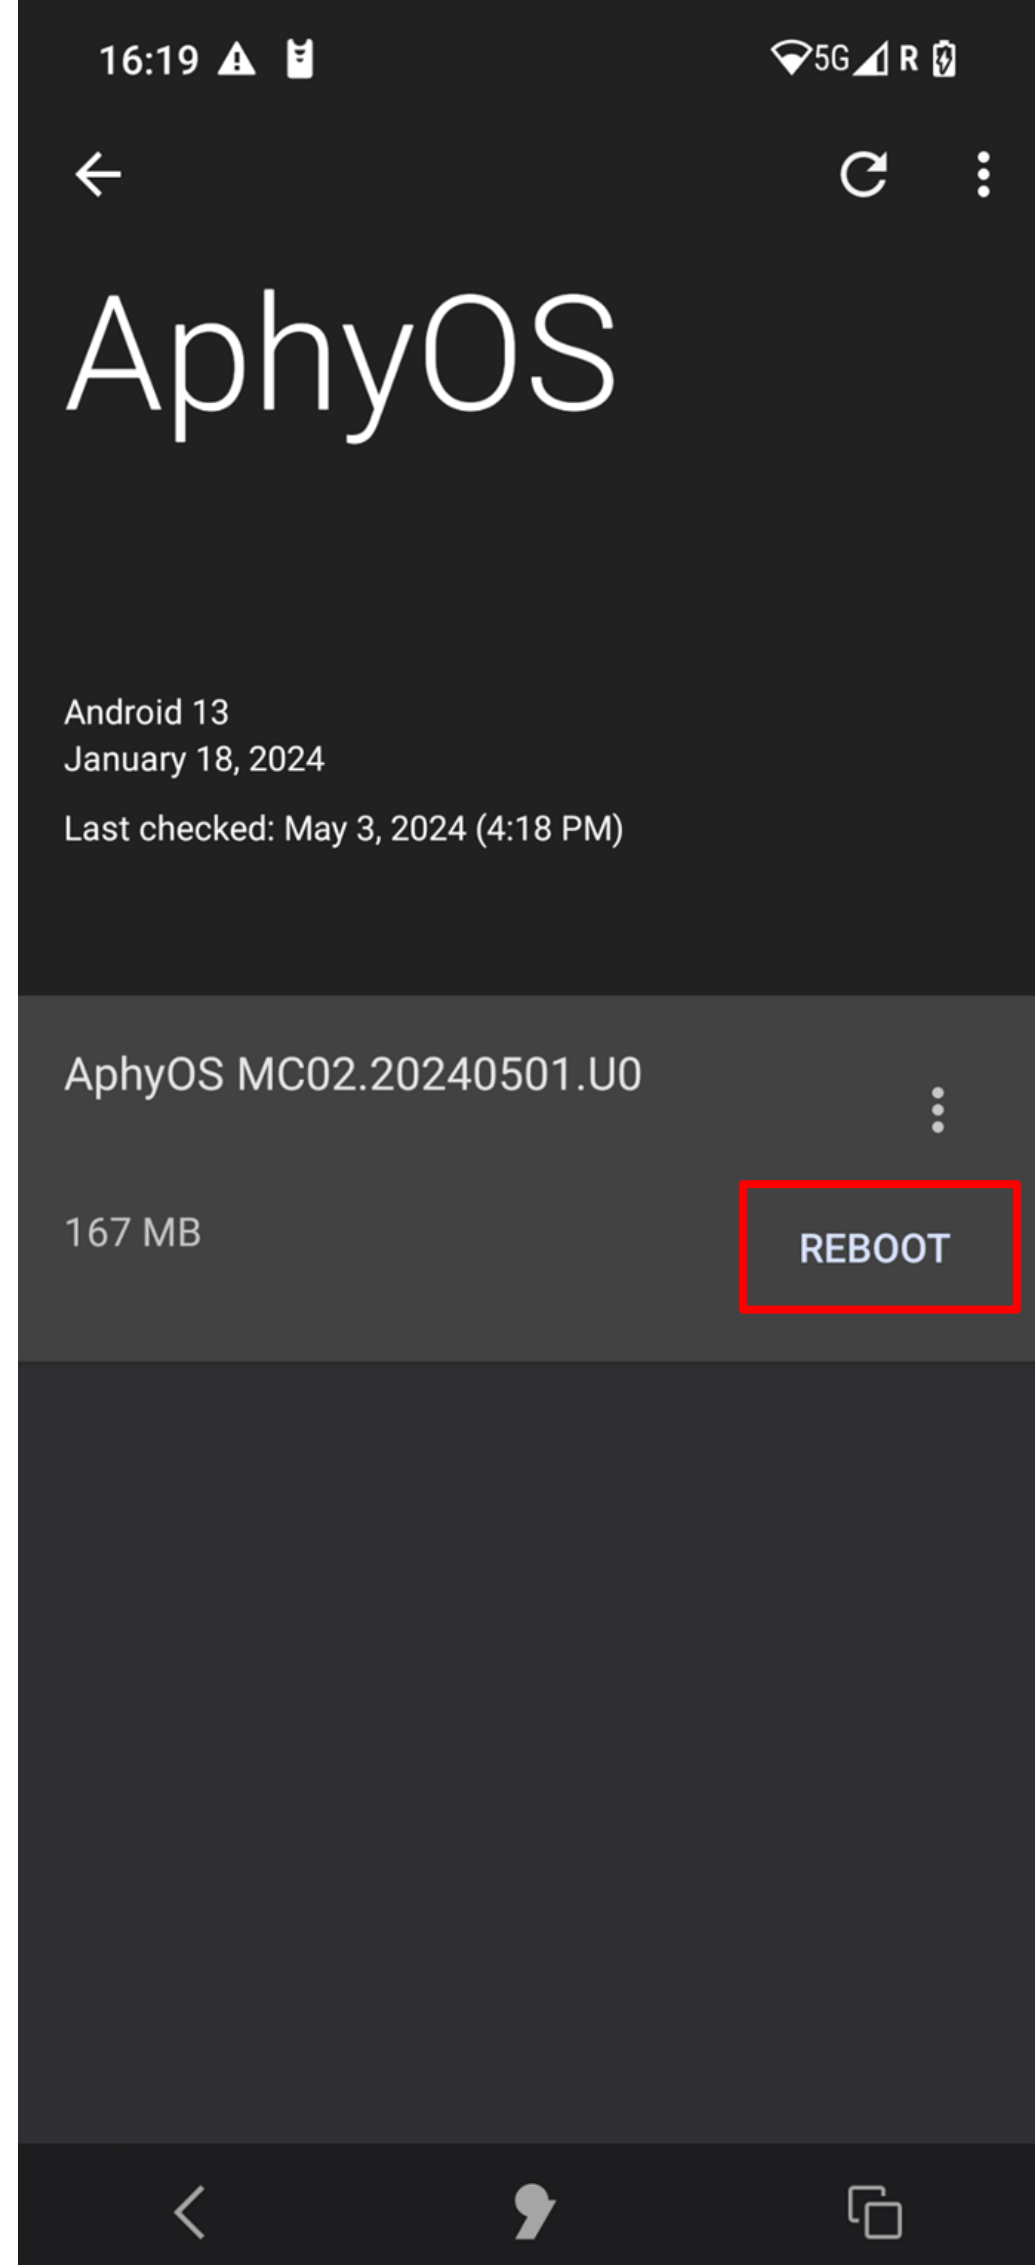 16:19
5G R
AphyOS
Android 13
January 18, 2024
Last checked: May 3, 2024 (4:18 PM)
AphyOS MC02.20240501.U0
167 MB
REBOOT